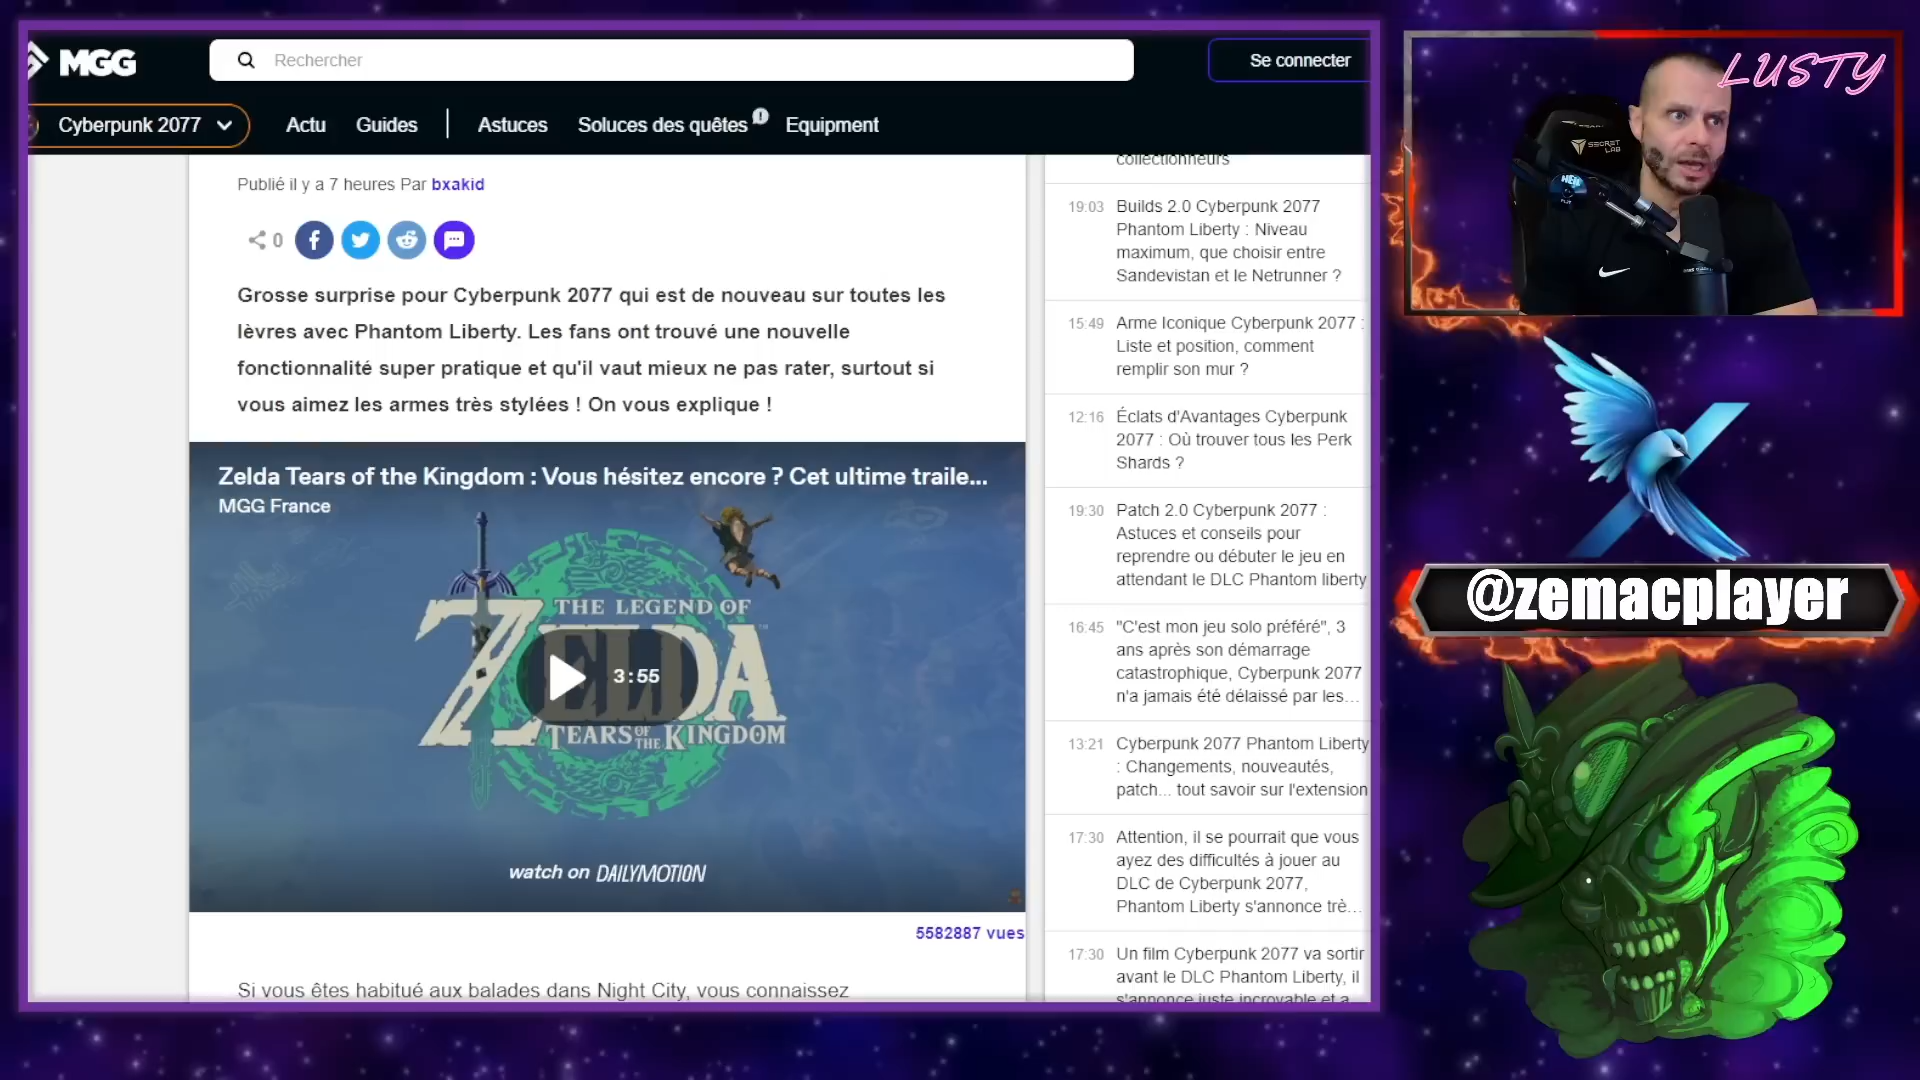 MGG
Rechercher
Se connecter
Cyberpunk 2077
Actu
Guides
Astuces
Soluces des quêtes
Equipment
Publié il y a 7 heures Par bxakid
0
Grosse surprise pour Cyberpunk 2077 qui est de nouveau sur toutes les
lèvres avec Phantom Liberty. Les fans ont trouvé une nouvelle
fonctionnalité super pratique et qu'il vaut mieux ne pas rater, surtout si
vous aimez les armes très stylées ! On vous explique !
Zelda Tears of the Kingdom : Vous hésitez encore ? Cet ultime traile...
MGG France
THE LEGEND OF
ZELDA
TEARS OF THE KINGDOM
3:55
watch on DAILYMOTION
5582887 vues
Si vous êtes habitué aux balades dans Night City, vous connaissez
collectionneurs
19:03 Builds 2.0 Cyberpunk 2077
Phantom Liberty : Niveau
maximum, que choisir entre
Sandevistan et le Netrunner ?
15:49 Arme Iconique Cyberpunk 2077 :
Liste et position, comment
remplir son mur ?
12:16 Éclats d'Avantages Cyberpunk
2077 : Où trouver tous les Perk
Shards ?
19:30 Patch 2.0 Cyberpunk 2077 :
Astuces et conseils pour
reprendre ou débuter le jeu en
attendant le DLC Phantom liberty
16:45 "C'est mon jeu solo préféré", 3
ans après son démarrage
catastrophique, Cyberpunk 2077
n'a jamais été délaissé par les...
13:21 Cyberpunk 2077 Phantom Liberty
: Changements, nouveautés,
patch... tout savoir sur l'extension
17:30 Attention, il se pourrait que vous
ayez des difficultés à jouer au
DLC de Cyberpunk 2077,
Phantom Liberty s'annonce trè...
17:30 Un film Cyberpunk 2077 va sortir
avant le DLC Phantom Liberty, il
s'annonce juste incroyable et a
LUSTY
SECRET
LAB
@zemacplayer